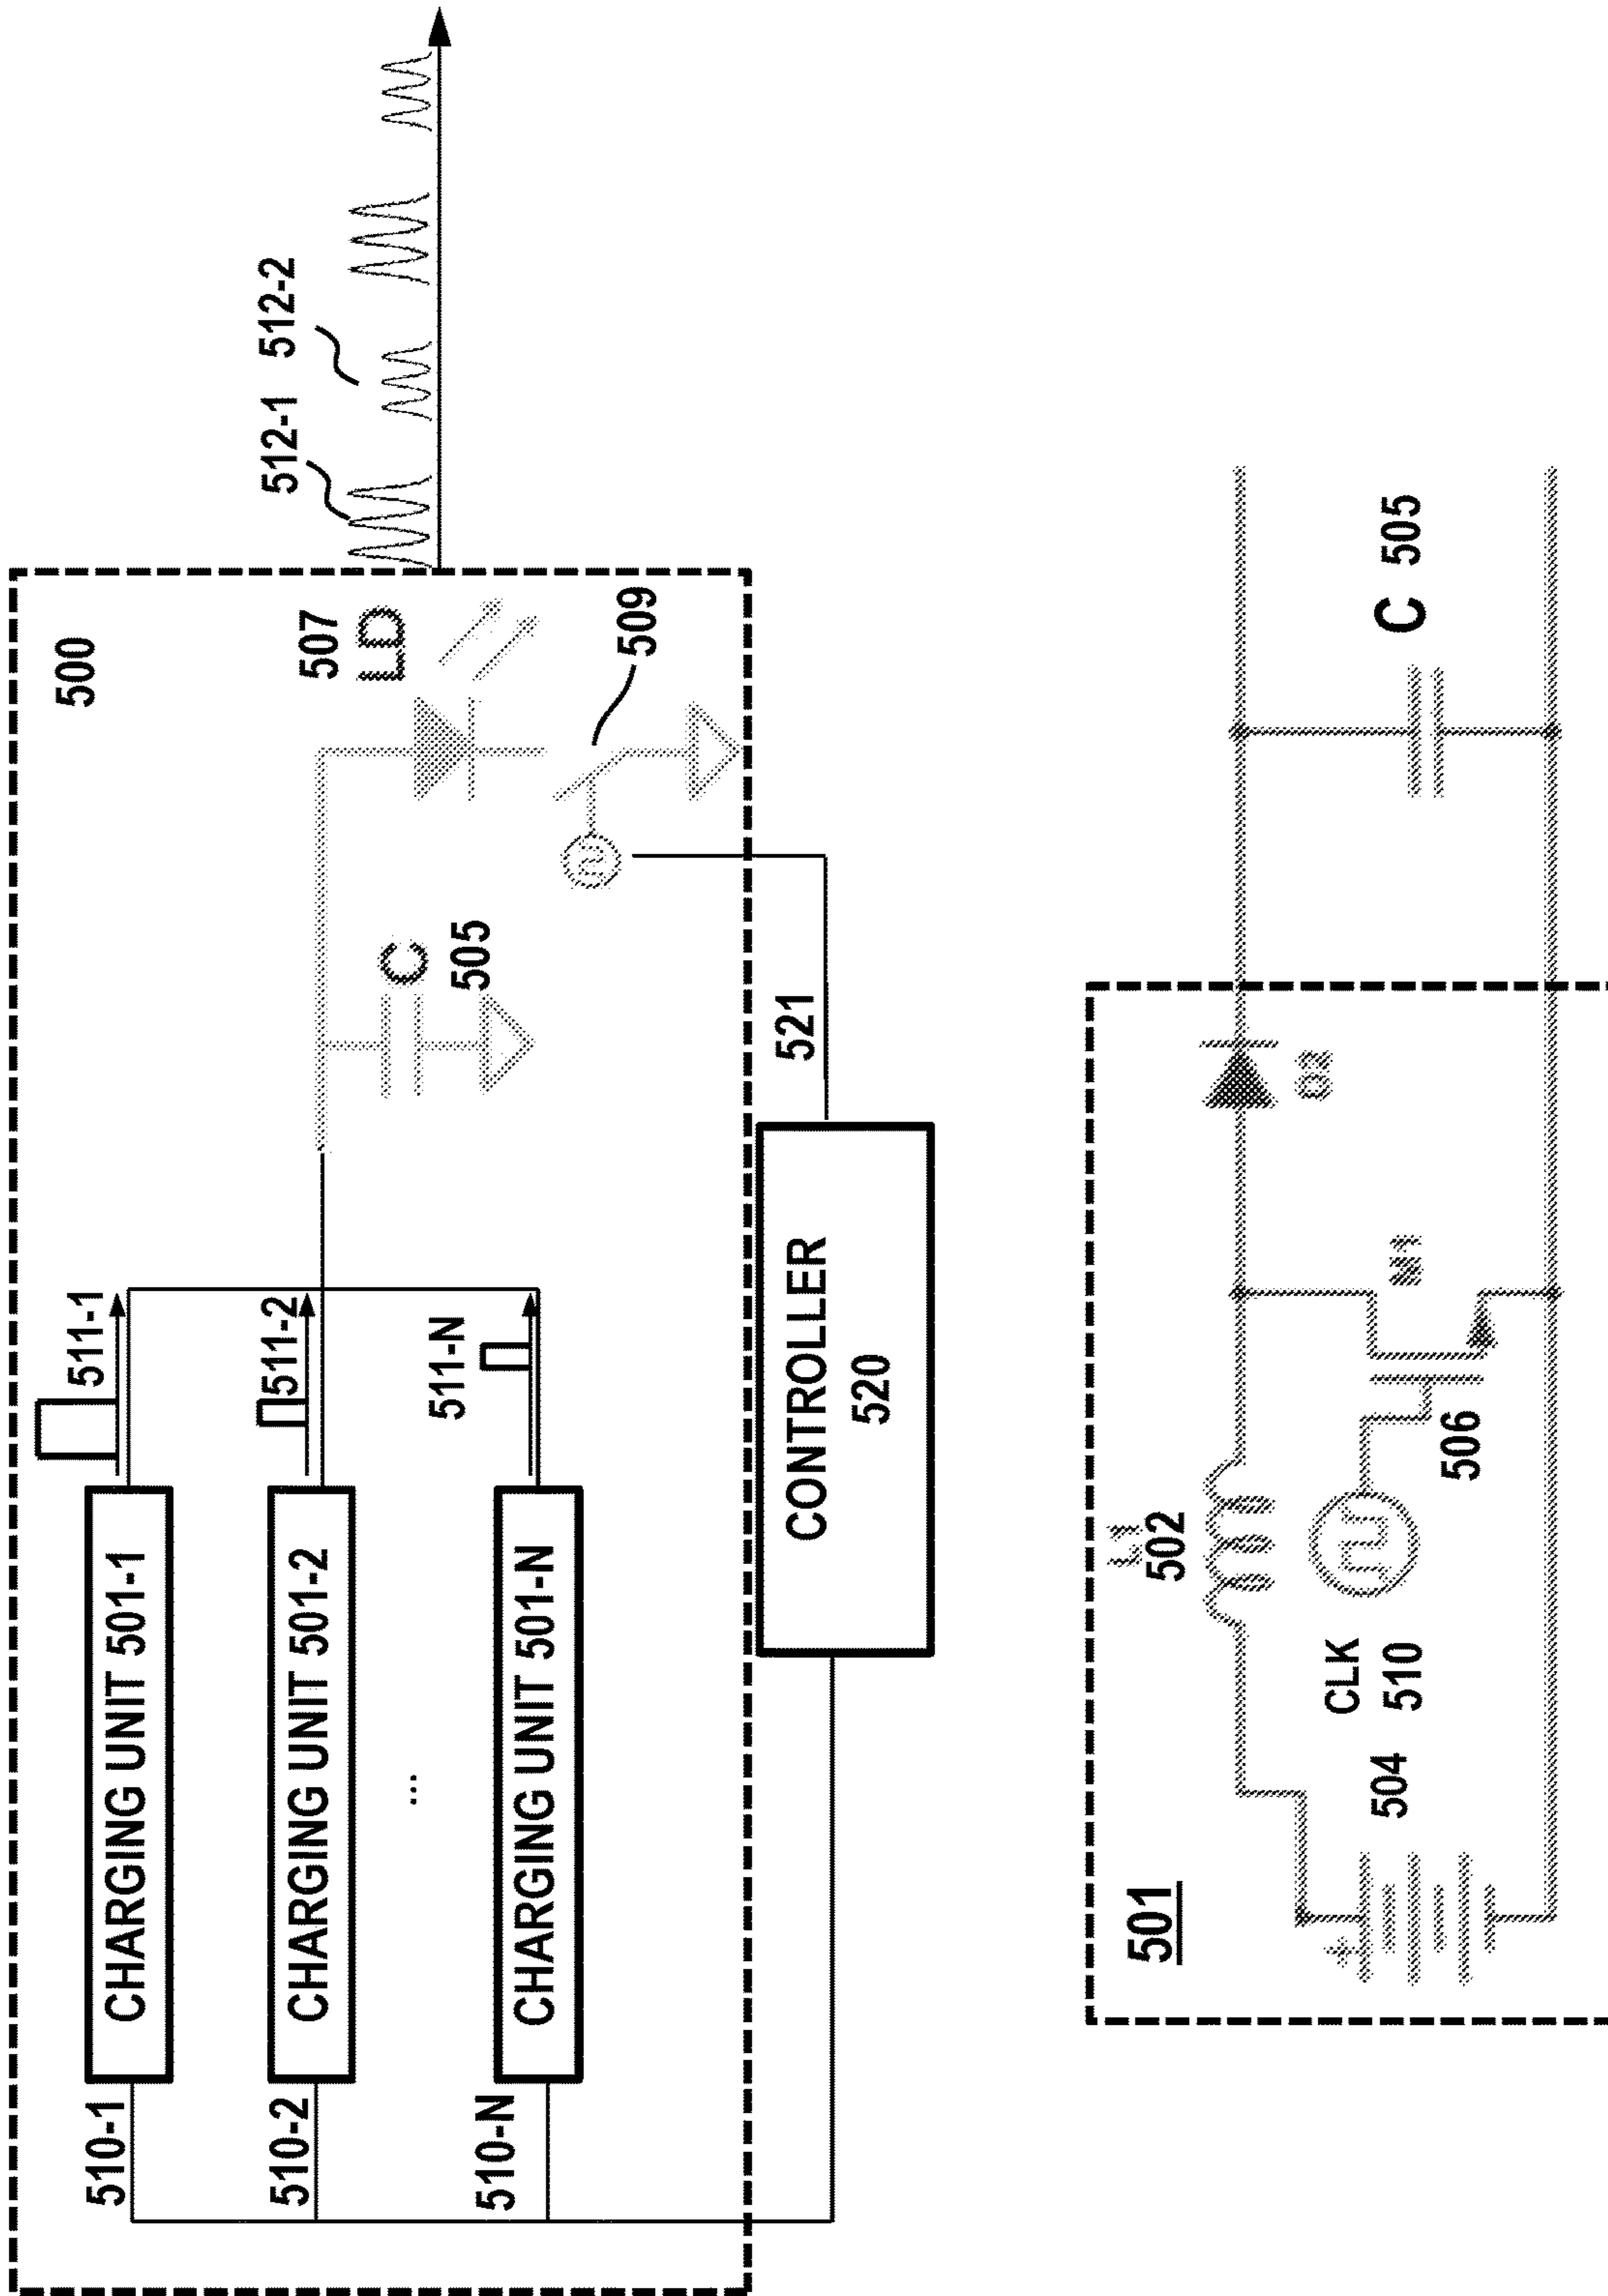 500
CHARGING UNIT 501-1
CHARGING UNIT 501-2
...
CHARGING UNIT 501-N
510-1
510-2
510-N
511-1
511-2
511-N
C
505
507
LD
509
512-1
512-2
521
CONTROLLER
520
501
L1
502
CLK
510
504
+
506
M1
C 505